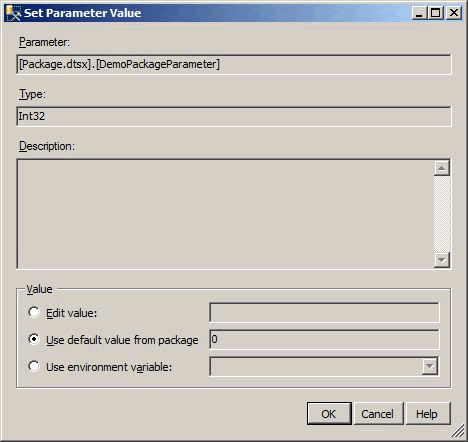 Set Parameter Value
Parameter:
[Package.dtsx].[DemoPackageParameter]
Type:
Int32
Description:
Value
Edit value:
Use default value from package 0
Use environment variable:
OK Cancel Help